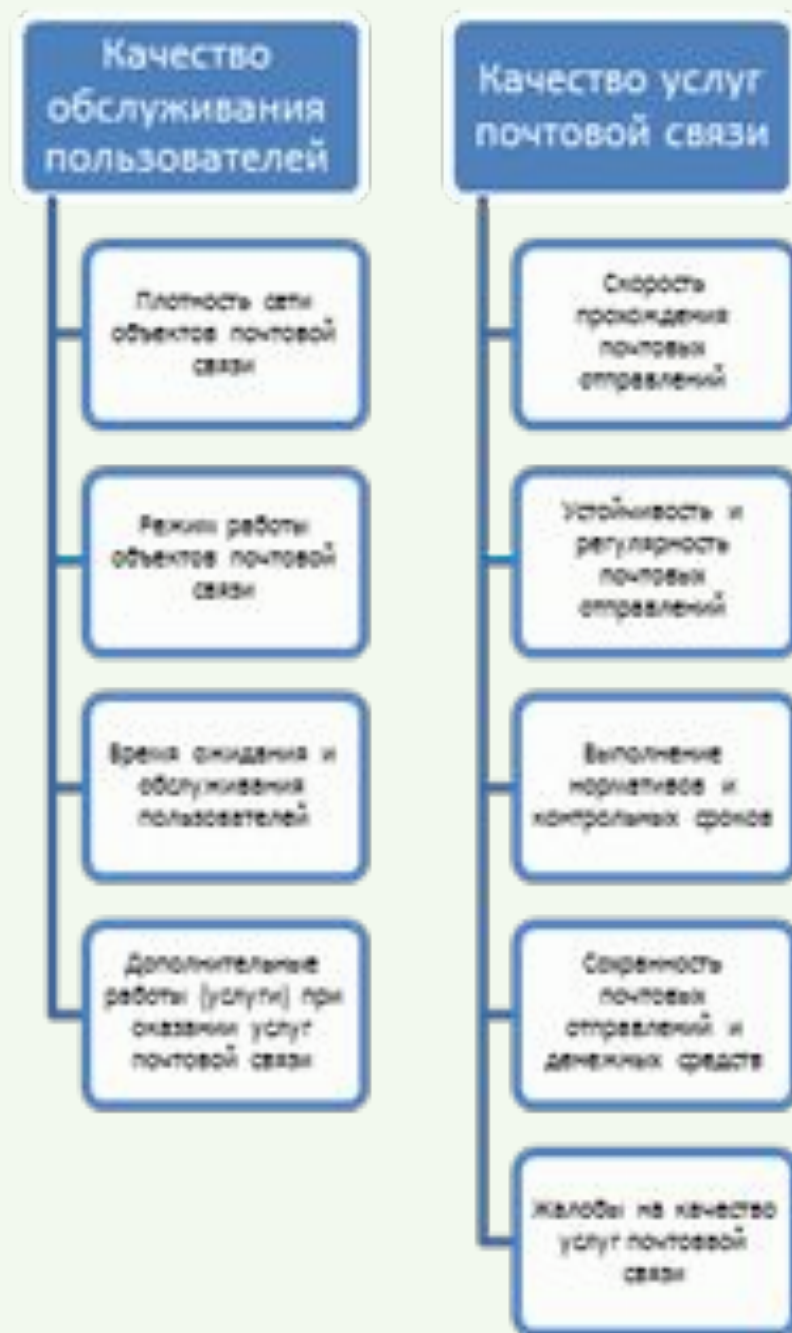 Качество
обслуживания
пользователей
Плотность сети
объектов почтовой
связи
Режим работы
объектов почтовой
связи
Время ожидания и
обслуживания
пользователей
Дополнительные
работы (услуги) при
оказании услуг
почтовой связи
Качество услуг
почтовой связи
Скорость
прохождения
почтовых
отправлений
Устойчивость и
регулярность
почтовых
отправлений
Выполнение
нормативов и
контрольных сроков
Сохранность
почтовых
отправлений и
денежных средств
Жалобы на качество
услуг почтоввой
связи